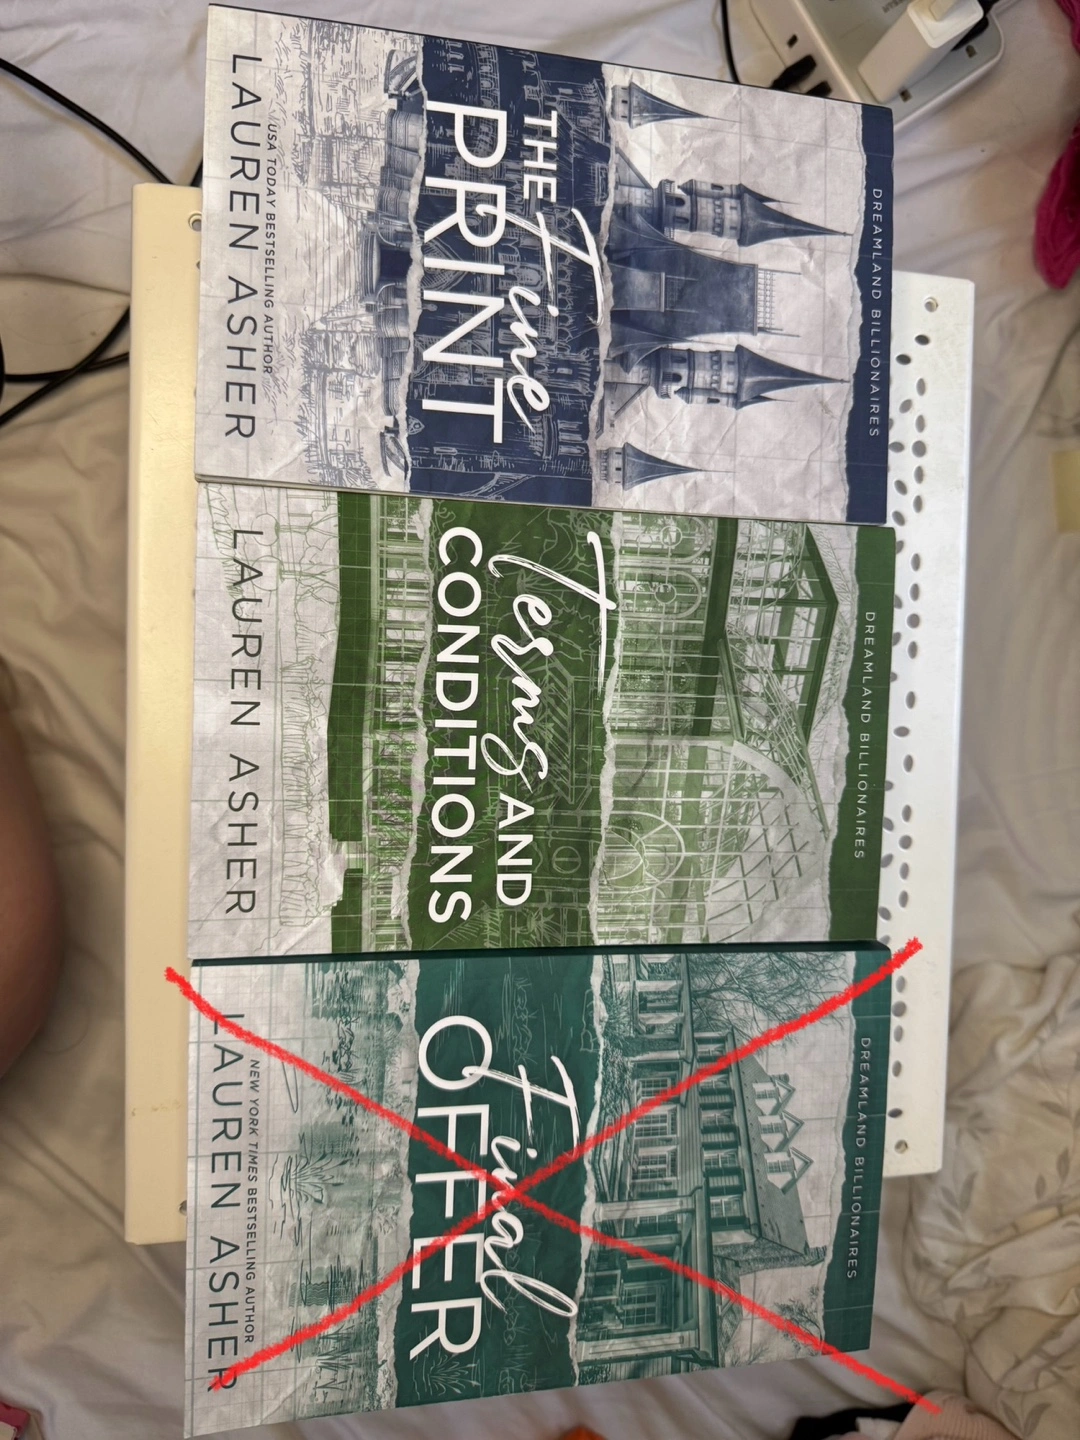 DREAMLAND BILLIONAIRES
THE Fine
PRINT
USA TODAY BESTSELLING AUTHOR
LAUREN ASHER
DREAMLAND BILLIONAIRES
Terms AND
CONDITIONS
LAUREN ASHER
DREAMLAND BILLIONAIRES
Final
OFFER
NEW YORK TIMES BESTSELLING AUTHOR
LAUREN ASHER